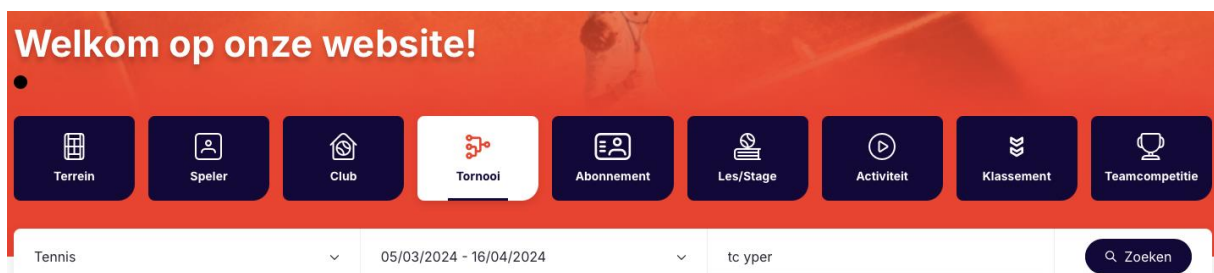 Welkom op onze website!
Terrein Speler Club Tornooi Abonnement Les/Stage Activiteit Klassement Teamcompetitie
Tennis 05/03/2024 - 16/04/2024 tc yper Zoeken